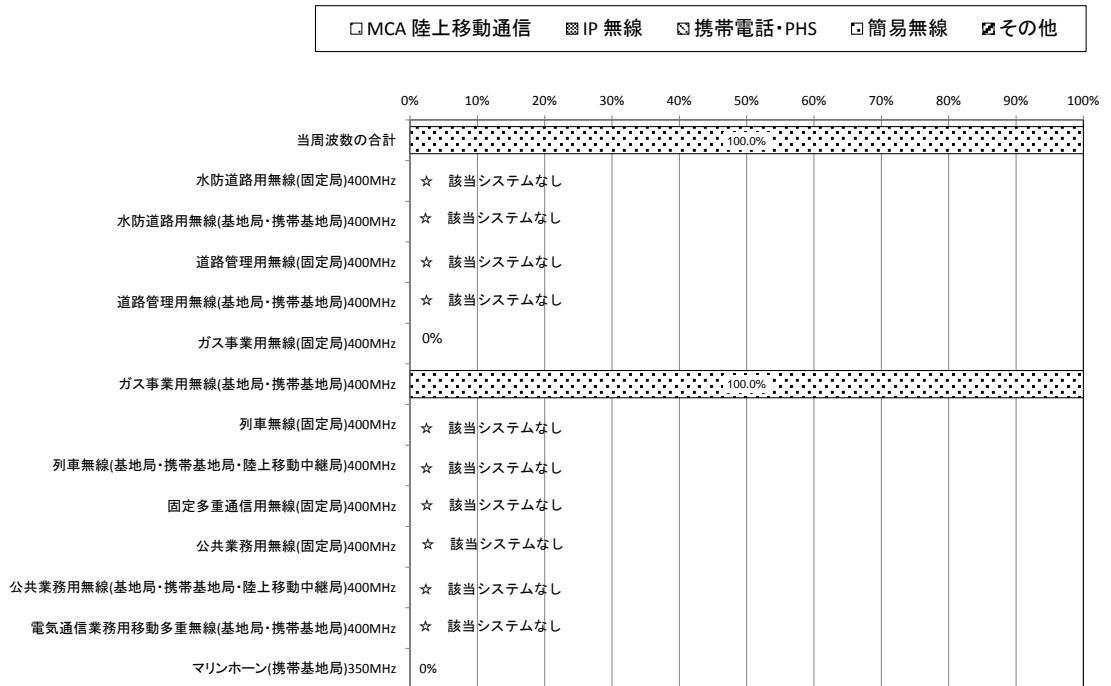 MCA 陸上移動通信 IP 無線 携帯電話・PHS 簡易無線 その他
0% 10% 20% 30% 40% 50% 60% 70% 80% 90% 100%
当周波数の合計 100.0%
水防道路用無線(固定局)400MHz ☆ 該当システムなし
水防道路用無線(基地局・携帯基地局)400MHz ☆ 該当システムなし
道路管理用無線(固定局)400MHz ☆ 該当システムなし
道路管理用無線(基地局・携帯基地局)400MHz ☆ 該当システムなし
ガス事業用無線(固定局)400MHz 0%
ガス事業用無線(基地局・携帯基地局)400MHz 100.0%
列車無線(固定局)400MHz ☆ 該当システムなし
列車無線(基地局・携帯基地局・陸上移動中継局)400MHz ☆ 該当システムなし
固定多重通信用無線(固定局)400MHz ☆ 該当システムなし
公共業務用無線(固定局)400MHz ☆ 該当システムなし
公共業務用無線(基地局・携帯基地局・陸上移動中継局)400MHz ☆ 該当システムなし
電気通信業務用移動多重無線(基地局・携帯基地局)400MHz ☆ 該当システムなし
マリンホーン(携帯基地局)350MHz 0%